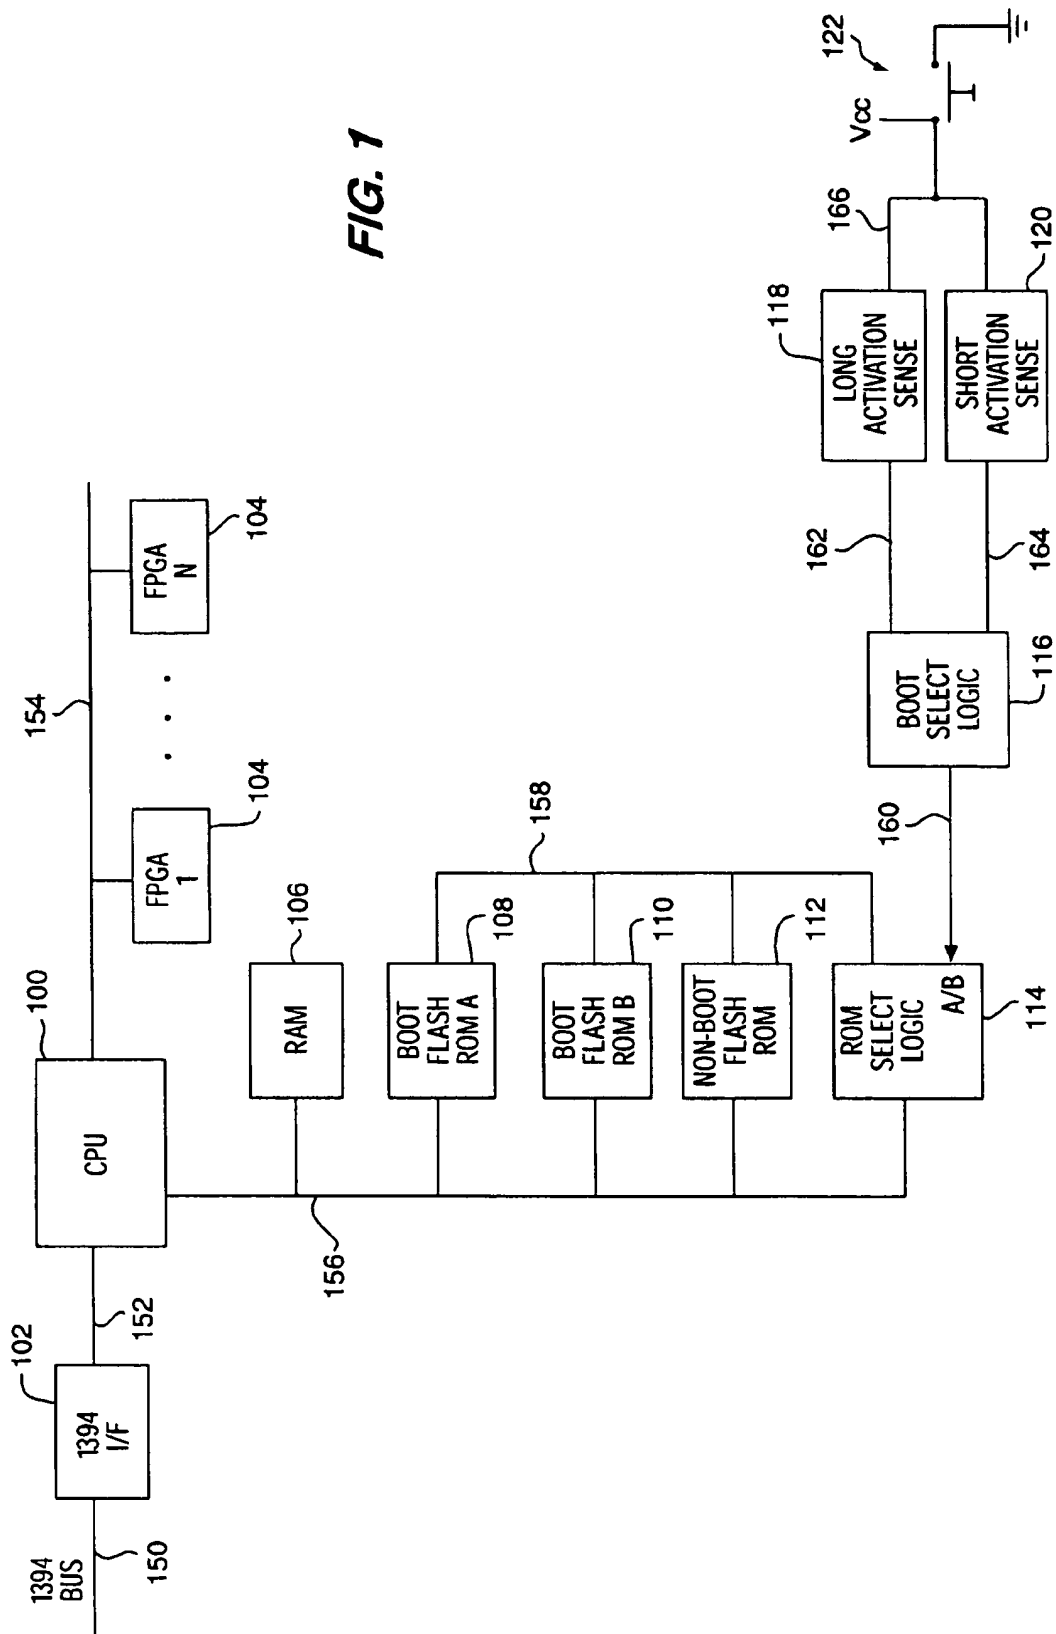 FIG. 1
1394
BUS
150
102
1394
I/F
152
100
CPU
154
FPGA
1
104
. . .
FPGA
N
104
156
RAM
106
BOOT
FLASH
ROM A
108
158
BOOT
FLASH
ROM B
110
NON-BOOT
FLASH
ROM
112
ROM
SELECT
LOGIC
A/B
114
160
BOOT
SELECT
LOGIC
116
162
164
LONG
ACTIVATION
SENSE
118
SHORT
ACTIVATION
SENSE
120
166
Vcc
122